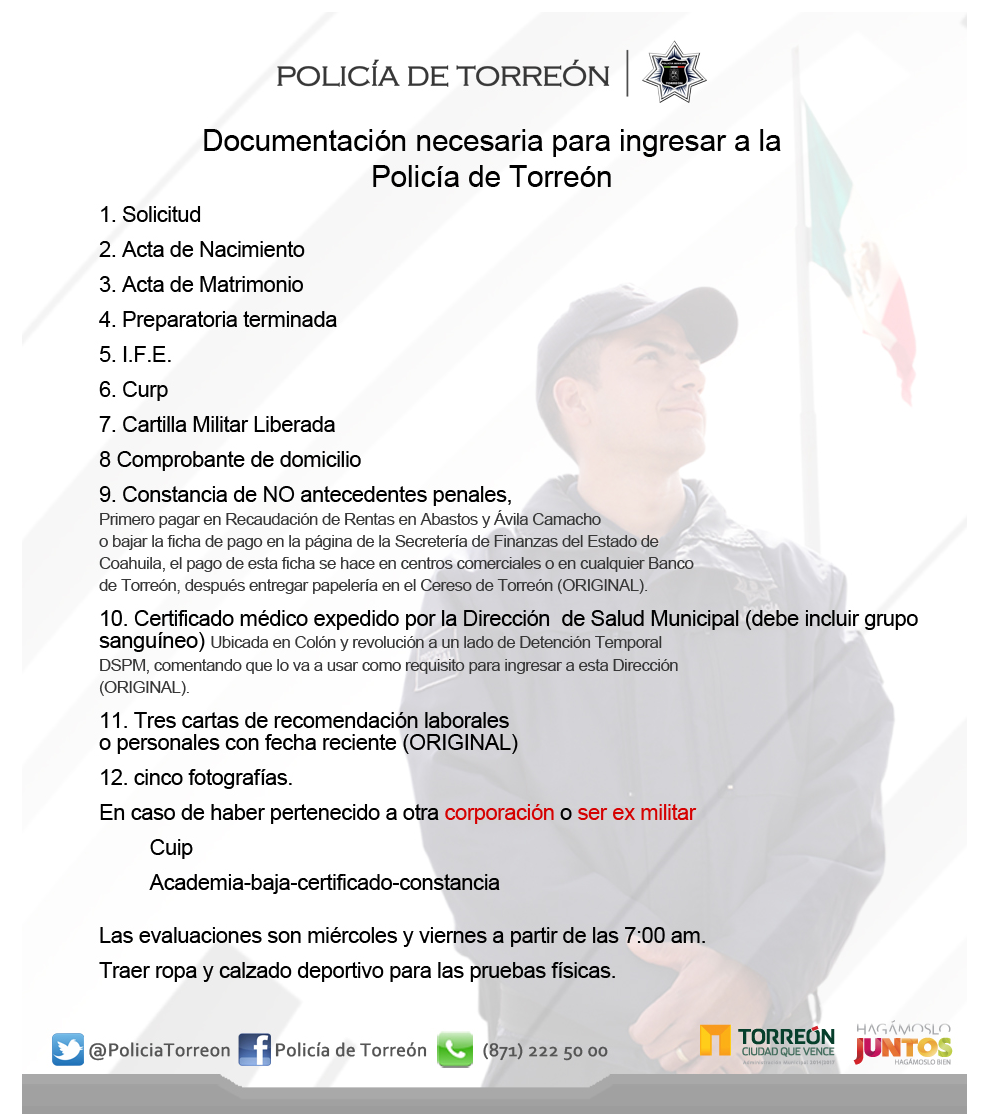 POLICÍA DE TORREÓN
Documentación necesaria para ingresar a la
Policía de Torreón
1. Solicitud
2. Acta de Nacimiento
3. Acta de Matrimonio
4. Preparatoria terminada
5. I.F.E.
6. Curp
7. Cartilla Militar Liberada
8 Comprobante de domicilio
9. Constancia de NO antecedentes penales,
Primero pagar en Recaudación de Rentas en Abastos y Ávila Camacho
o bajar la ficha de pago en la página de la Secretería de Finanzas del Estado de
Coahuila, el pago de esta ficha se hace en centros comerciales o en cualquier Banco
de Torreón, después entregar papelería en el Cereso de Torreón (ORIGINAL).
10. Certificado médico expedido por la Dirección de Salud Municipal (debe incluir grupo
sanguíneo) Ubicada en Colón y revolución a un lado de Detención Temporal
DSPM, comentando que lo va a usar como requisito para ingresar a esta Dirección
(ORIGINAL).
11. Tres cartas de recomendación laborales
o personales con fecha reciente (ORIGINAL)
12. cinco fotografías.
En caso de haber pertenecido a otra corporación o ser ex militar
Cuip
Academia-baja-certificado-constancia
Las evaluaciones son miércoles y viernes a partir de las 7:00 am.
Traer ropa y calzado deportivo para las pruebas físicas.
@PoliciaTorreon Policía de Torreón (871) 222 50 00
TORREÓN
CIUDAD QUE VENCE
HAGÁMOSLO
JUNTOS
HAGÁMOSLO BIEN